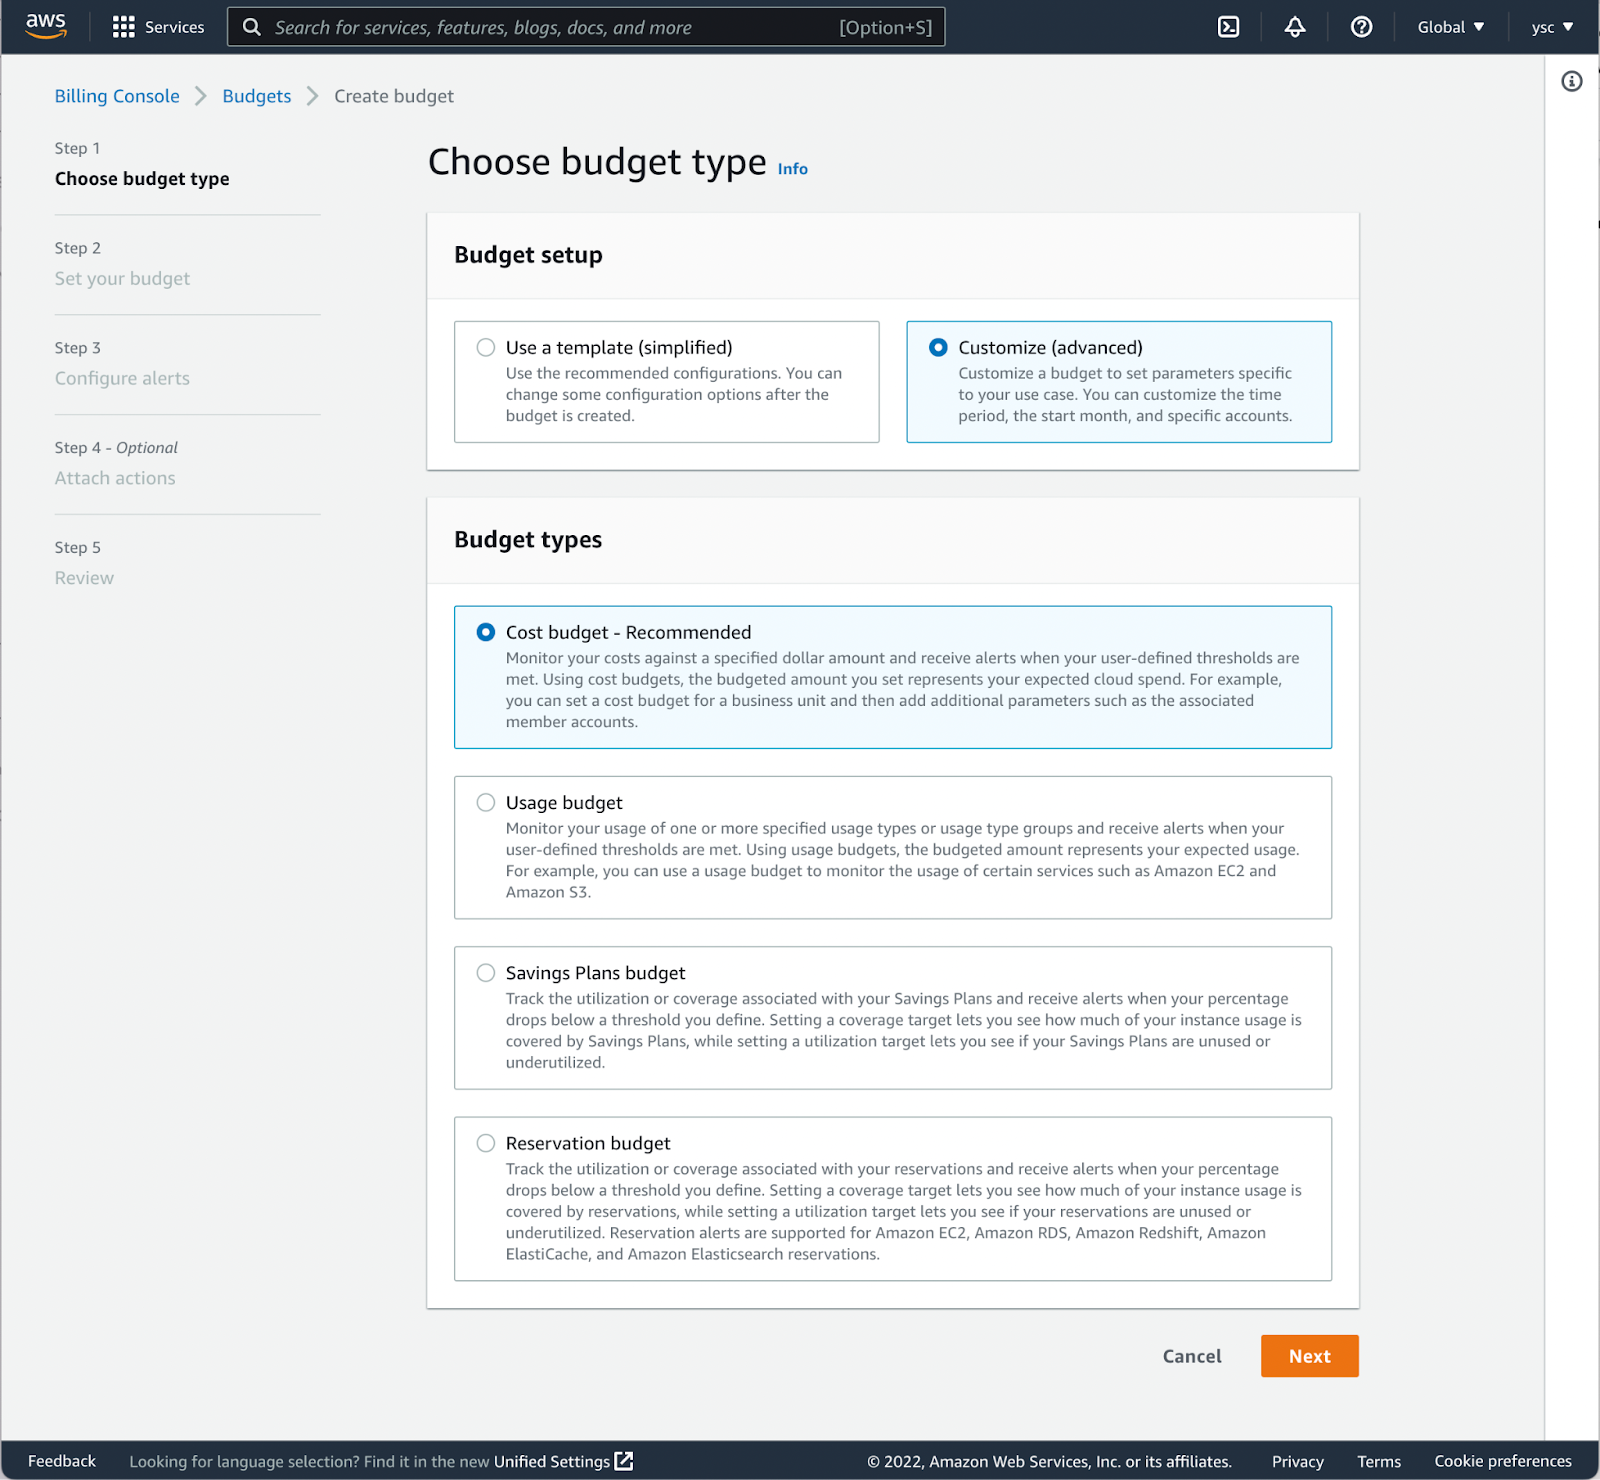 aws
Services
Search for services, features, blogs, docs, and more
[Option+S]
Global
ysc
Billing Console
Budgets
Create budget
Step 1
Choose budget type
Step 2
Set your budget
Step 3
Configure alerts
Step 4 - Optional
Attach actions
Step 5
Review
Choose budget type Info
Budget setup
Use a template (simplified)
Use the recommended configurations. You can
change some configuration options after the
budget is created.
Customize (advanced)
Customize a budget to set parameters specific
to your use case. You can customize the time
period, the start month, and specific accounts.
Budget types
Cost budget - Recommended
Monitor your costs against a specified dollar amount and receive alerts when your user-defined thresholds are
met. Using cost budgets, the budgeted amount you set represents your expected cloud spend. For example,
you can set a cost budget for a business unit and then add additional parameters such as the associated
member accounts.
Usage budget
Monitor your usage of one or more specified usage types or usage type groups and receive alerts when your
user-defined thresholds are met. Using usage budgets, the budgeted amount represents your expected usage.
For example, you can use a usage budget to monitor the usage of certain services such as Amazon EC2 and
Amazon S3.
Savings Plans budget
Track the utilization or coverage associated with your Savings Plans and receive alerts when your percentage
drops below a threshold you define. Setting a coverage target lets you see how much of your instance usage is
covered by Savings Plans, while setting a utilization target lets you see if your Savings Plans are unused or
underutilized.
Reservation budget
Track the utilization or coverage associated with your reservations and receive alerts when your percentage
drops below a threshold you define. Setting a coverage target lets you see how much of your instance usage is
covered by reservations, while setting a utilization target lets you see if your reservations are unused or
underutilized. Reservation alerts are supported for Amazon EC2, Amazon RDS, Amazon Redshift, Amazon
ElastiCache, and Amazon Elasticsearch reservations.
Cancel
Next
Feedback
Looking for language selection? Find it in the new Unified Settings
© 2022, Amazon Web Services, Inc. or its affiliates.
Privacy
Terms
Cookie preferences